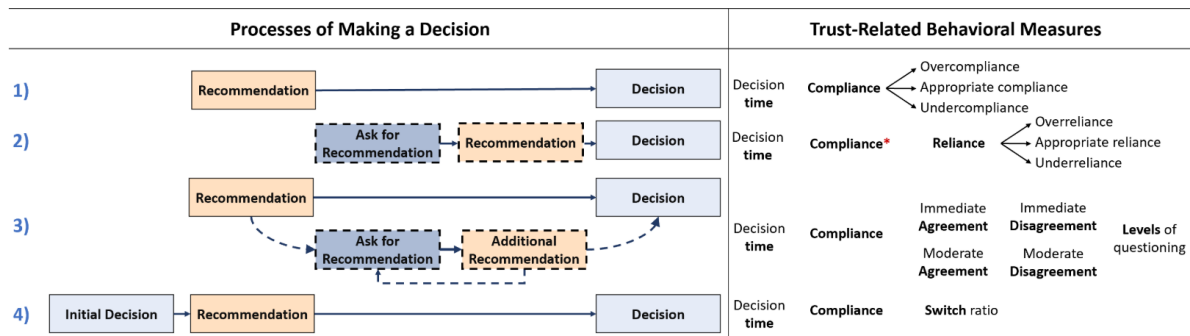 Processes of Making a Decision
Trust-Related Behavioral Measures
1)
Recommendation
Decision
Decision
time
Compliance
Overcompliance
Appropriate compliance
Undercompliance
2)
Ask for
Recommendation
Recommendation
Decision
Decision
time
Compliance*
Reliance
Overreliance
Appropriate reliance
Underreliance
3)
Recommendation
Decision
Ask for
Recommendation
Additional
Recommendation
Decision
time
Compliance
Immediate
Agreement
Immediate
Disagreement
Moderate
Agreement
Moderate
Disagreement
Levels of
questioning
4)
Initial Decision
Recommendation
Decision
Decision
time
Compliance
Switch ratio